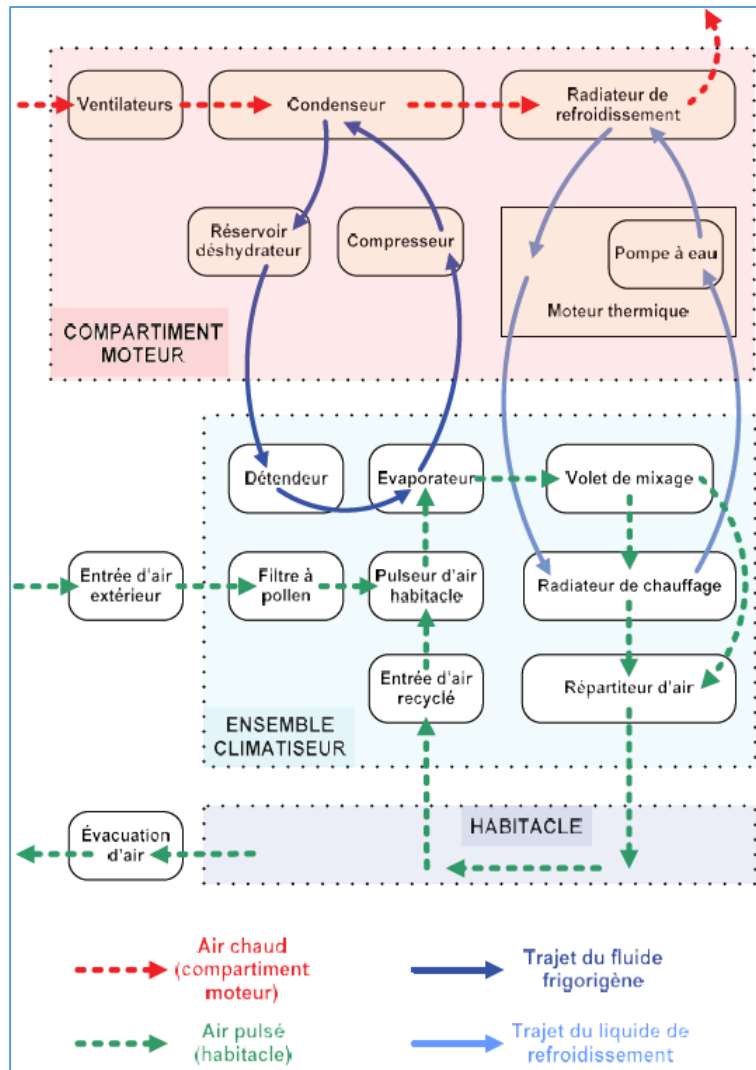 Ventilateurs
Condenseur
Radiateur de
refroidissement
Réservoir
déshydrateur
Compresseur
Pompe à eau
Moteur thermique
COMPARTIMENT
MOTEUR
Détendeur
Evaporateur
Volet de mixage
Entrée d'air
extérieur
Filtre à
pollen
Pulseur d'air
habitacle
Radiateur de chauffage
Entrée d'air
recyclé
Répartiteur d'air
ENSEMBLE
CLIMATISEUR
Évacuation
d'air
HABITACLE
Air chaud
(compartiment
moteur)
Trajet du fluide
frigorigène
Air pulsé
(habitacle)
Trajet du liquide de
refroidissement